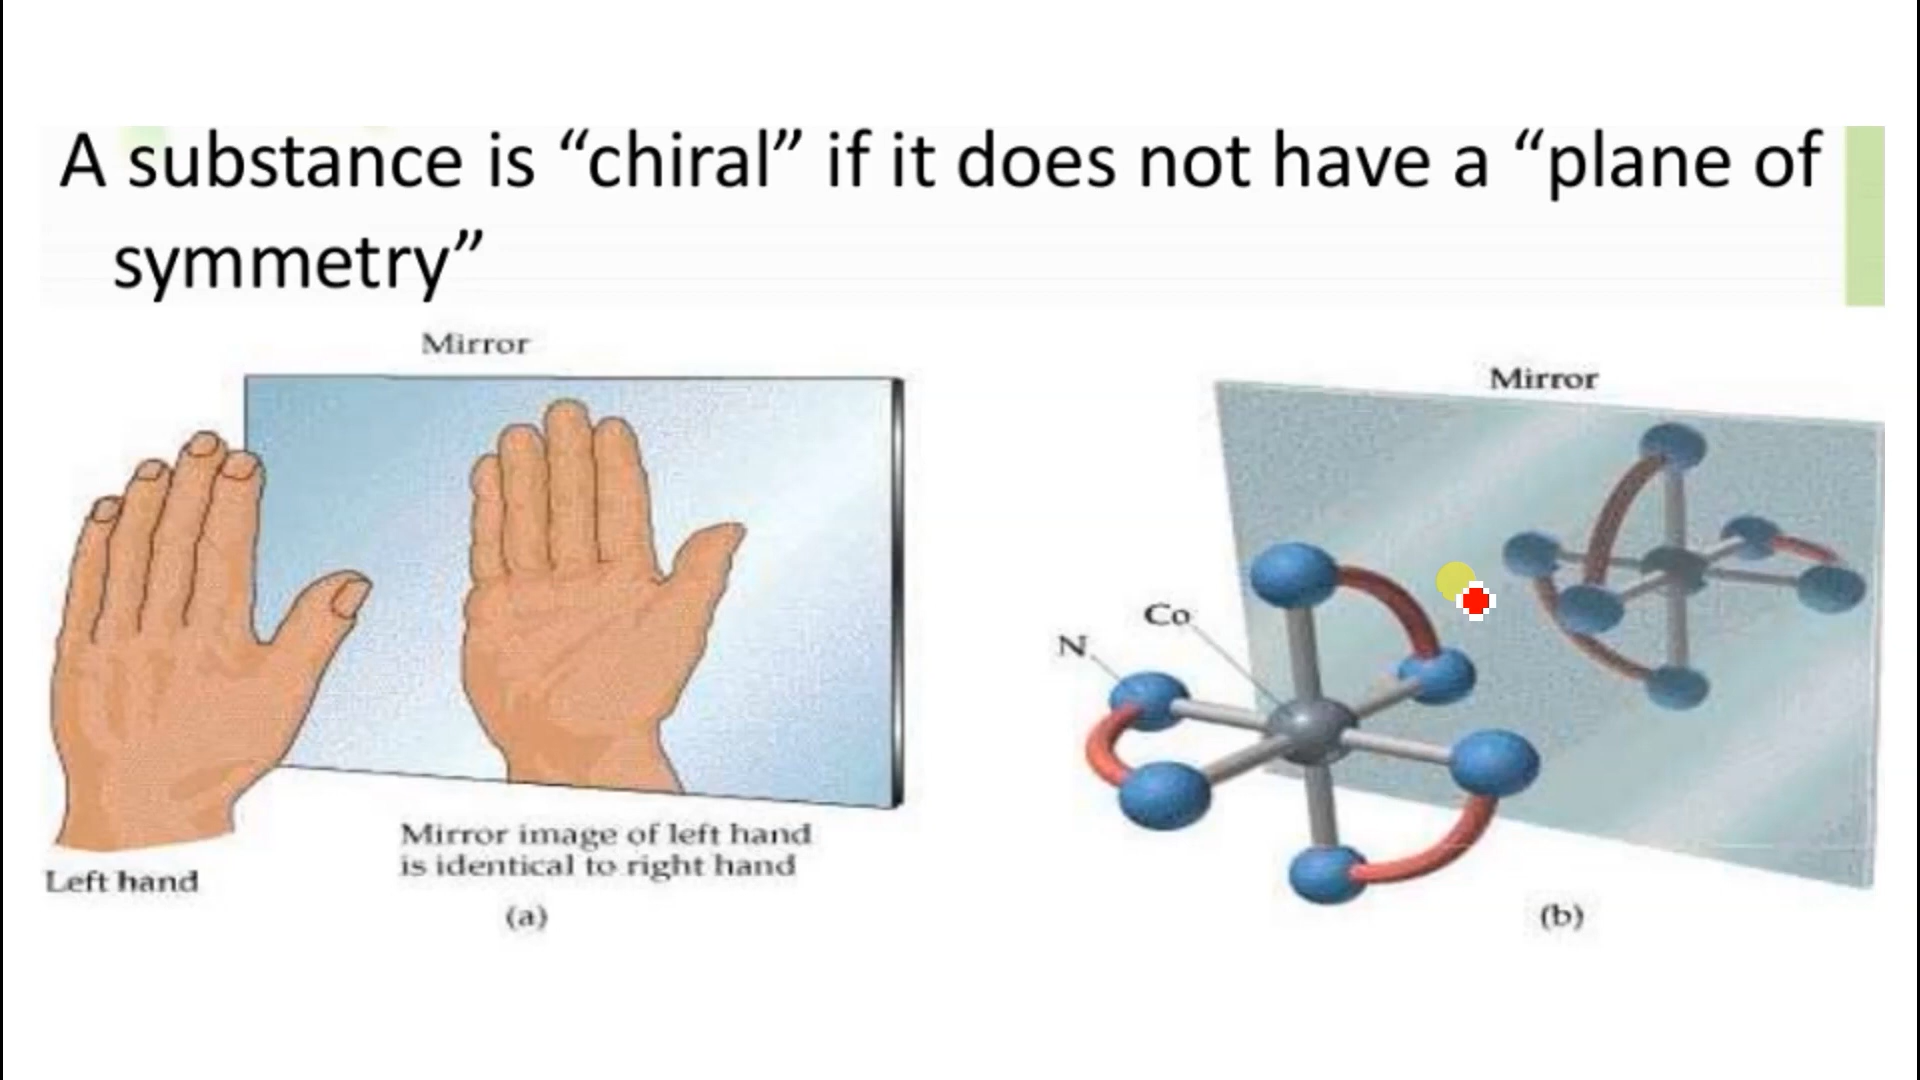 A substance is “chiral” if it does not have a “plane of
symmetry”
Mirror
Mirror
Co
N
Mirror image of left hand
is identical to right hand
Left hand
(a)
(b)